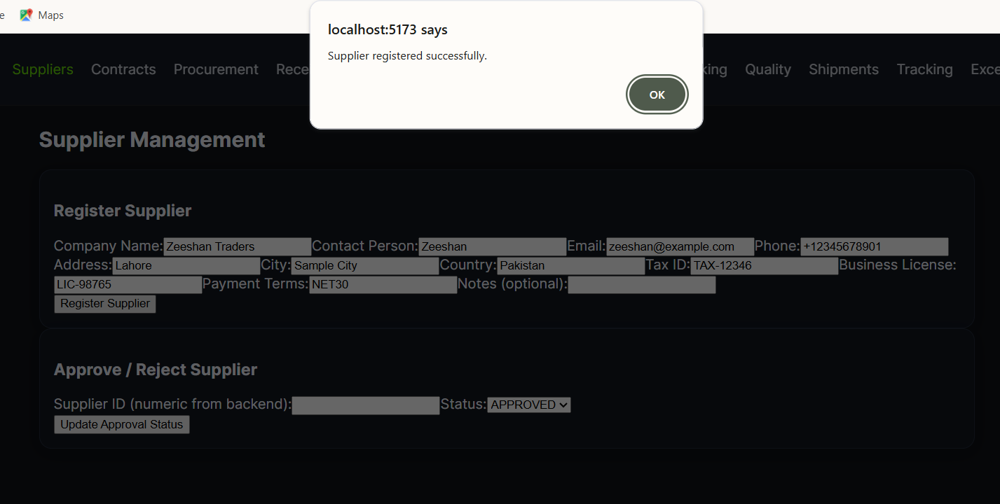 e Maps
localhost:5173 says
Supplier registered successfully.
OK
Suppliers Contracts Procurement Rece king Quality Shipments Tracking Exce
Supplier Management
Register Supplier
Company Name: Zeeshan Traders Contact Person: Zeeshan Email: zeeshan@example.com Phone: +12345678901
Address: Lahore City: Sample City Country: Pakistan Tax ID: TAX-12346 Business License:
LIC-98765 Payment Terms: NET30 Notes (optional):
Register Supplier
Approve / Reject Supplier
Supplier ID (numeric from backend): Status: APPROVED
Update Approval Status